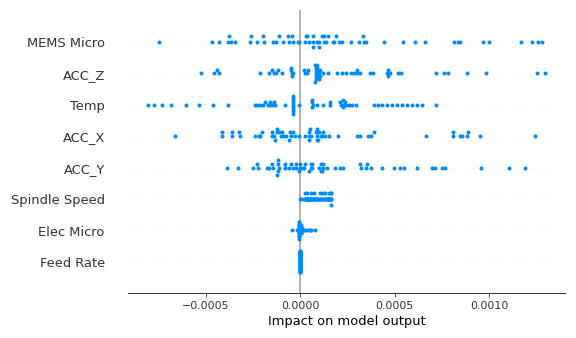 MEMS Micro
ACC_Z
Temp
ACC_X
ACC_Y
Spindle Speed
Elec Micro
Feed Rate
−0.0005 0.0000 0.0005 0.0010
Impact on model output